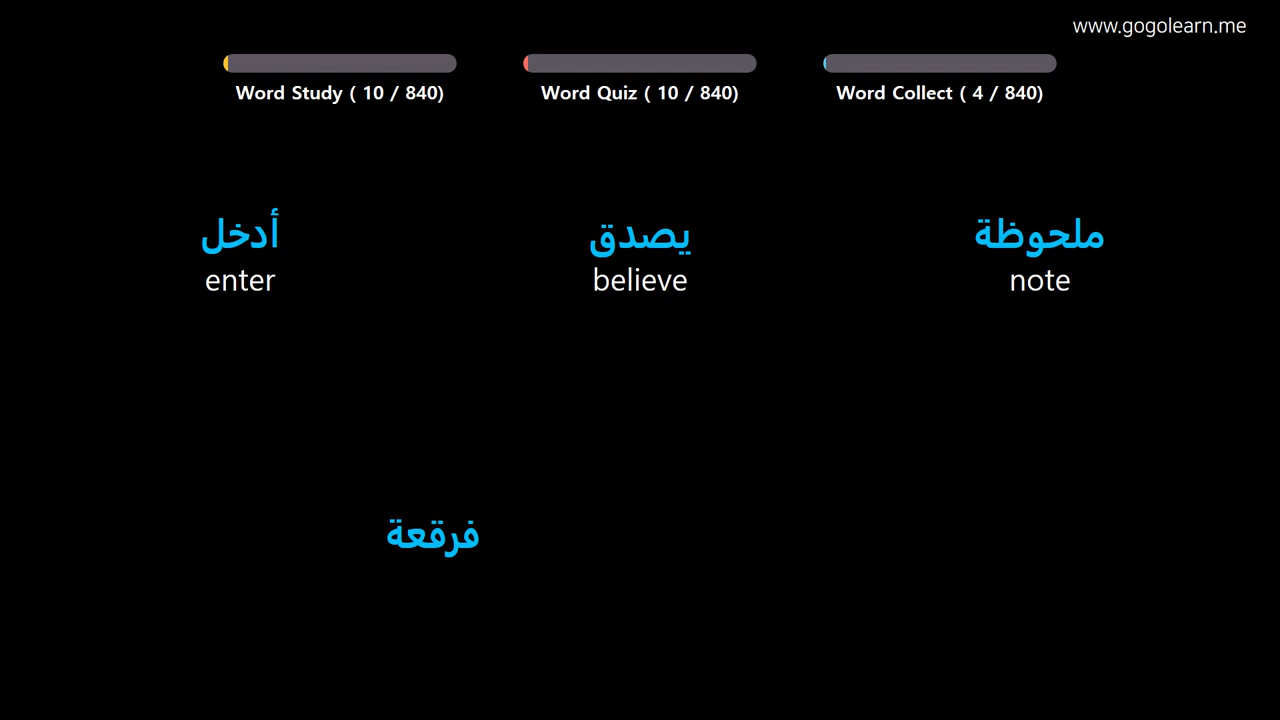 www.gogolearn.me
Word Study ( 10 / 840)
Word Quiz ( 10 / 840)
Word Collect ( 4 / 840)
أدخل
enter
يصدق
believe
ملحوظة
note
فرقعة